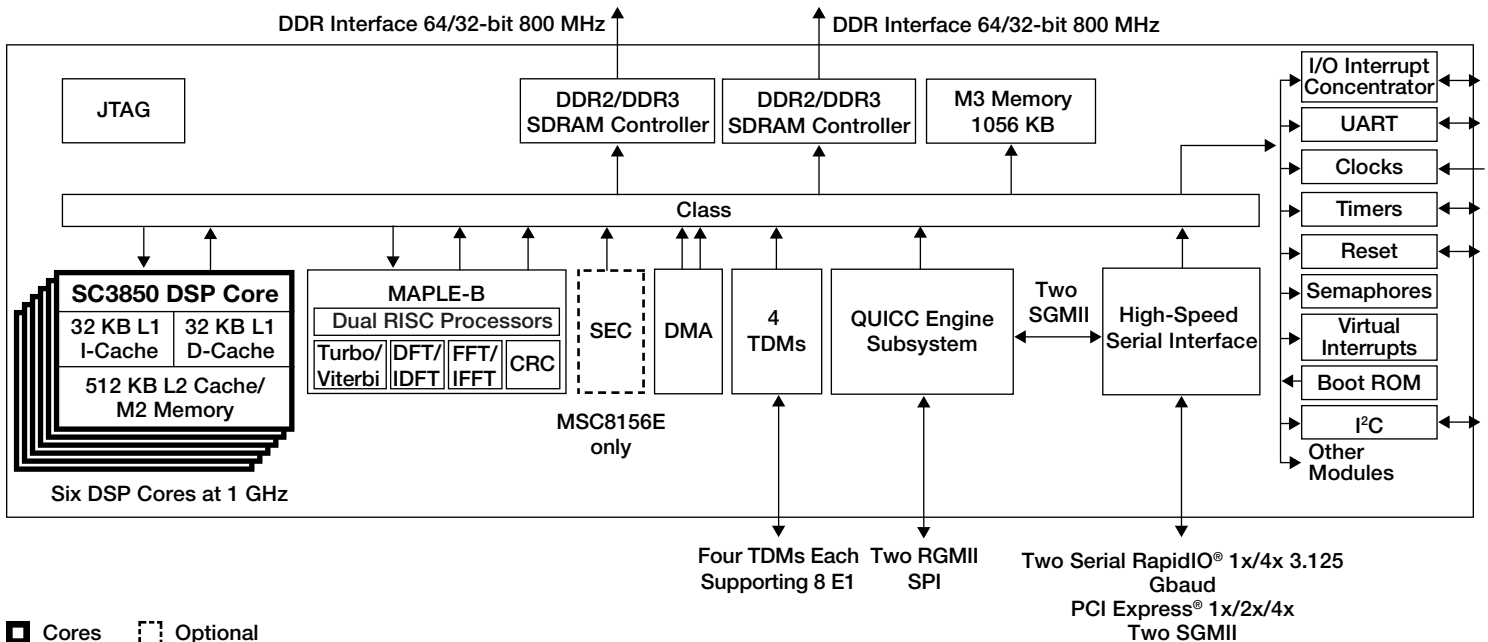 DDR Interface 64/32-bit 800 MHz
DDR Interface 64/32-bit 800 MHz
JTAG
DDR2/DDR3
SDRAM Controller
DDR2/DDR3
SDRAM Controller
M3 Memory
1056 KB
I/O Interrupt
Concentrator
UART
Clocks
Timers
Reset
Semaphores
Virtual
Interrupts
Boot ROM
I²C
Other
Modules
Class
SC3850 DSP Core
32 KB L1
I-Cache
32 KB L1
D-Cache
512 KB L2 Cache/
M2 Memory
Six DSP Cores at 1 GHz
MAPLE-B
Dual RISC Processors
Turbo/
Viterbi
DFT/
IDFT
FFT/
IFFT
CRC
SEC
MSC8156E
only
DMA
4
TDMs
QUICC Engine
Subsystem
Two
SGMII
High-Speed
Serial Interface
Four TDMs Each
Supporting 8 E1
Two RGMII
SPI
Two Serial RapidIO® 1x/4x 3.125
Gbaud
PCI Express® 1x/2x/4x
Two SGMII
Cores
Optional